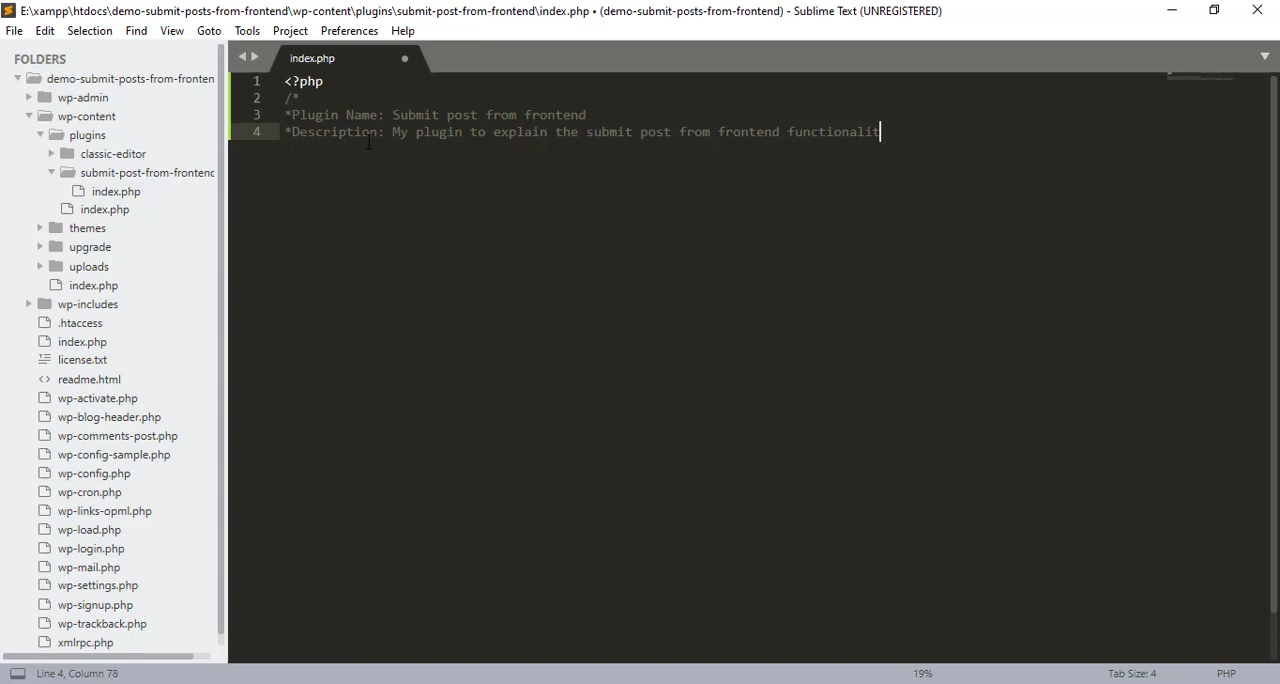 E:\xampp\htdocs\demo-submit-posts-from-frontend\wp-content\plugins\submit-post-from-frontend\index.php • (demo-submit-posts-from-frontend) - Sublime Text (UNREGISTERED)
File Edit Selection Find View Goto Tools Project Preferences Help
FOLDERS
demo-submit-posts-from-fronten
wp-admin
wp-content
plugins
classic-editor
submit-post-from-frontend
index.php
index.php
themes
upgrade
uploads
index.php
wp-includes
.htaccess
index.php
license.txt
readme.html
wp-activate.php
wp-blog-header.php
wp-comments-post.php
wp-config-sample.php
wp-config.php
wp-cron.php
wp-links-opml.php
wp-load.php
wp-login.php
wp-mail.php
wp-settings.php
wp-signup.php
wp-trackback.php
xmlrpc.php
index.php
1 <?php
2 /*
3 *Plugin Name: Submit post from frontend
4 *Description: My plugin to explain the submit post from frontend functionalit
Line 4, Column 78 19% Tab Size: 4 PHP